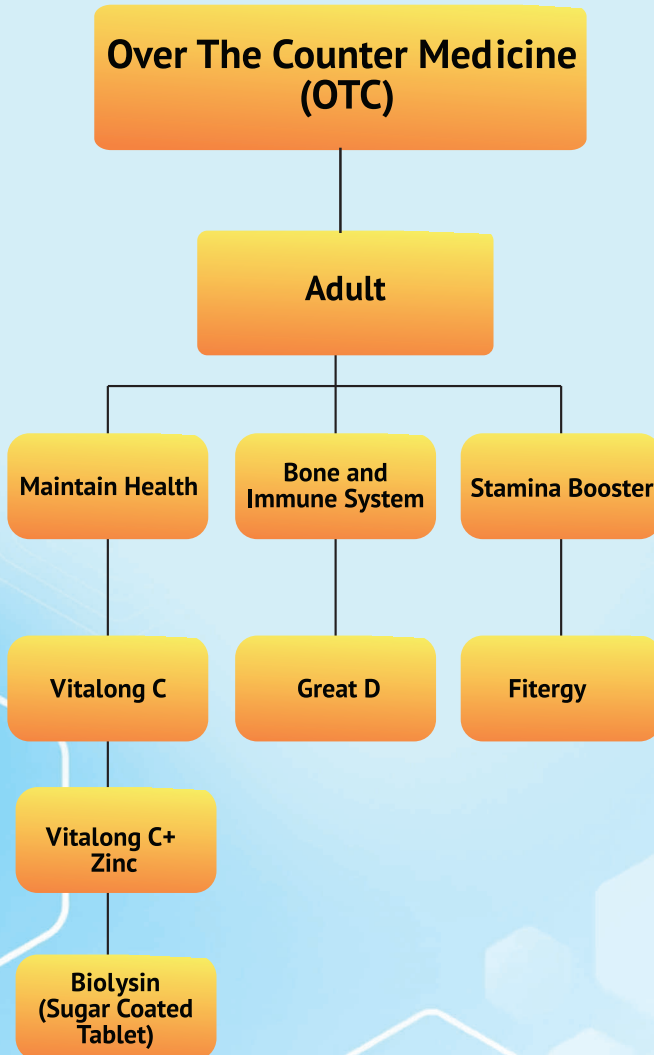 Over The Counter Medicine
(OTC)
Adult
Maintain Health
Bone and
Immune System
Stamina Booster
Vitalong C
Great D
Fitergy
Vitalong C+
Zinc
Biolysin
(Sugar Coated
Tablet)